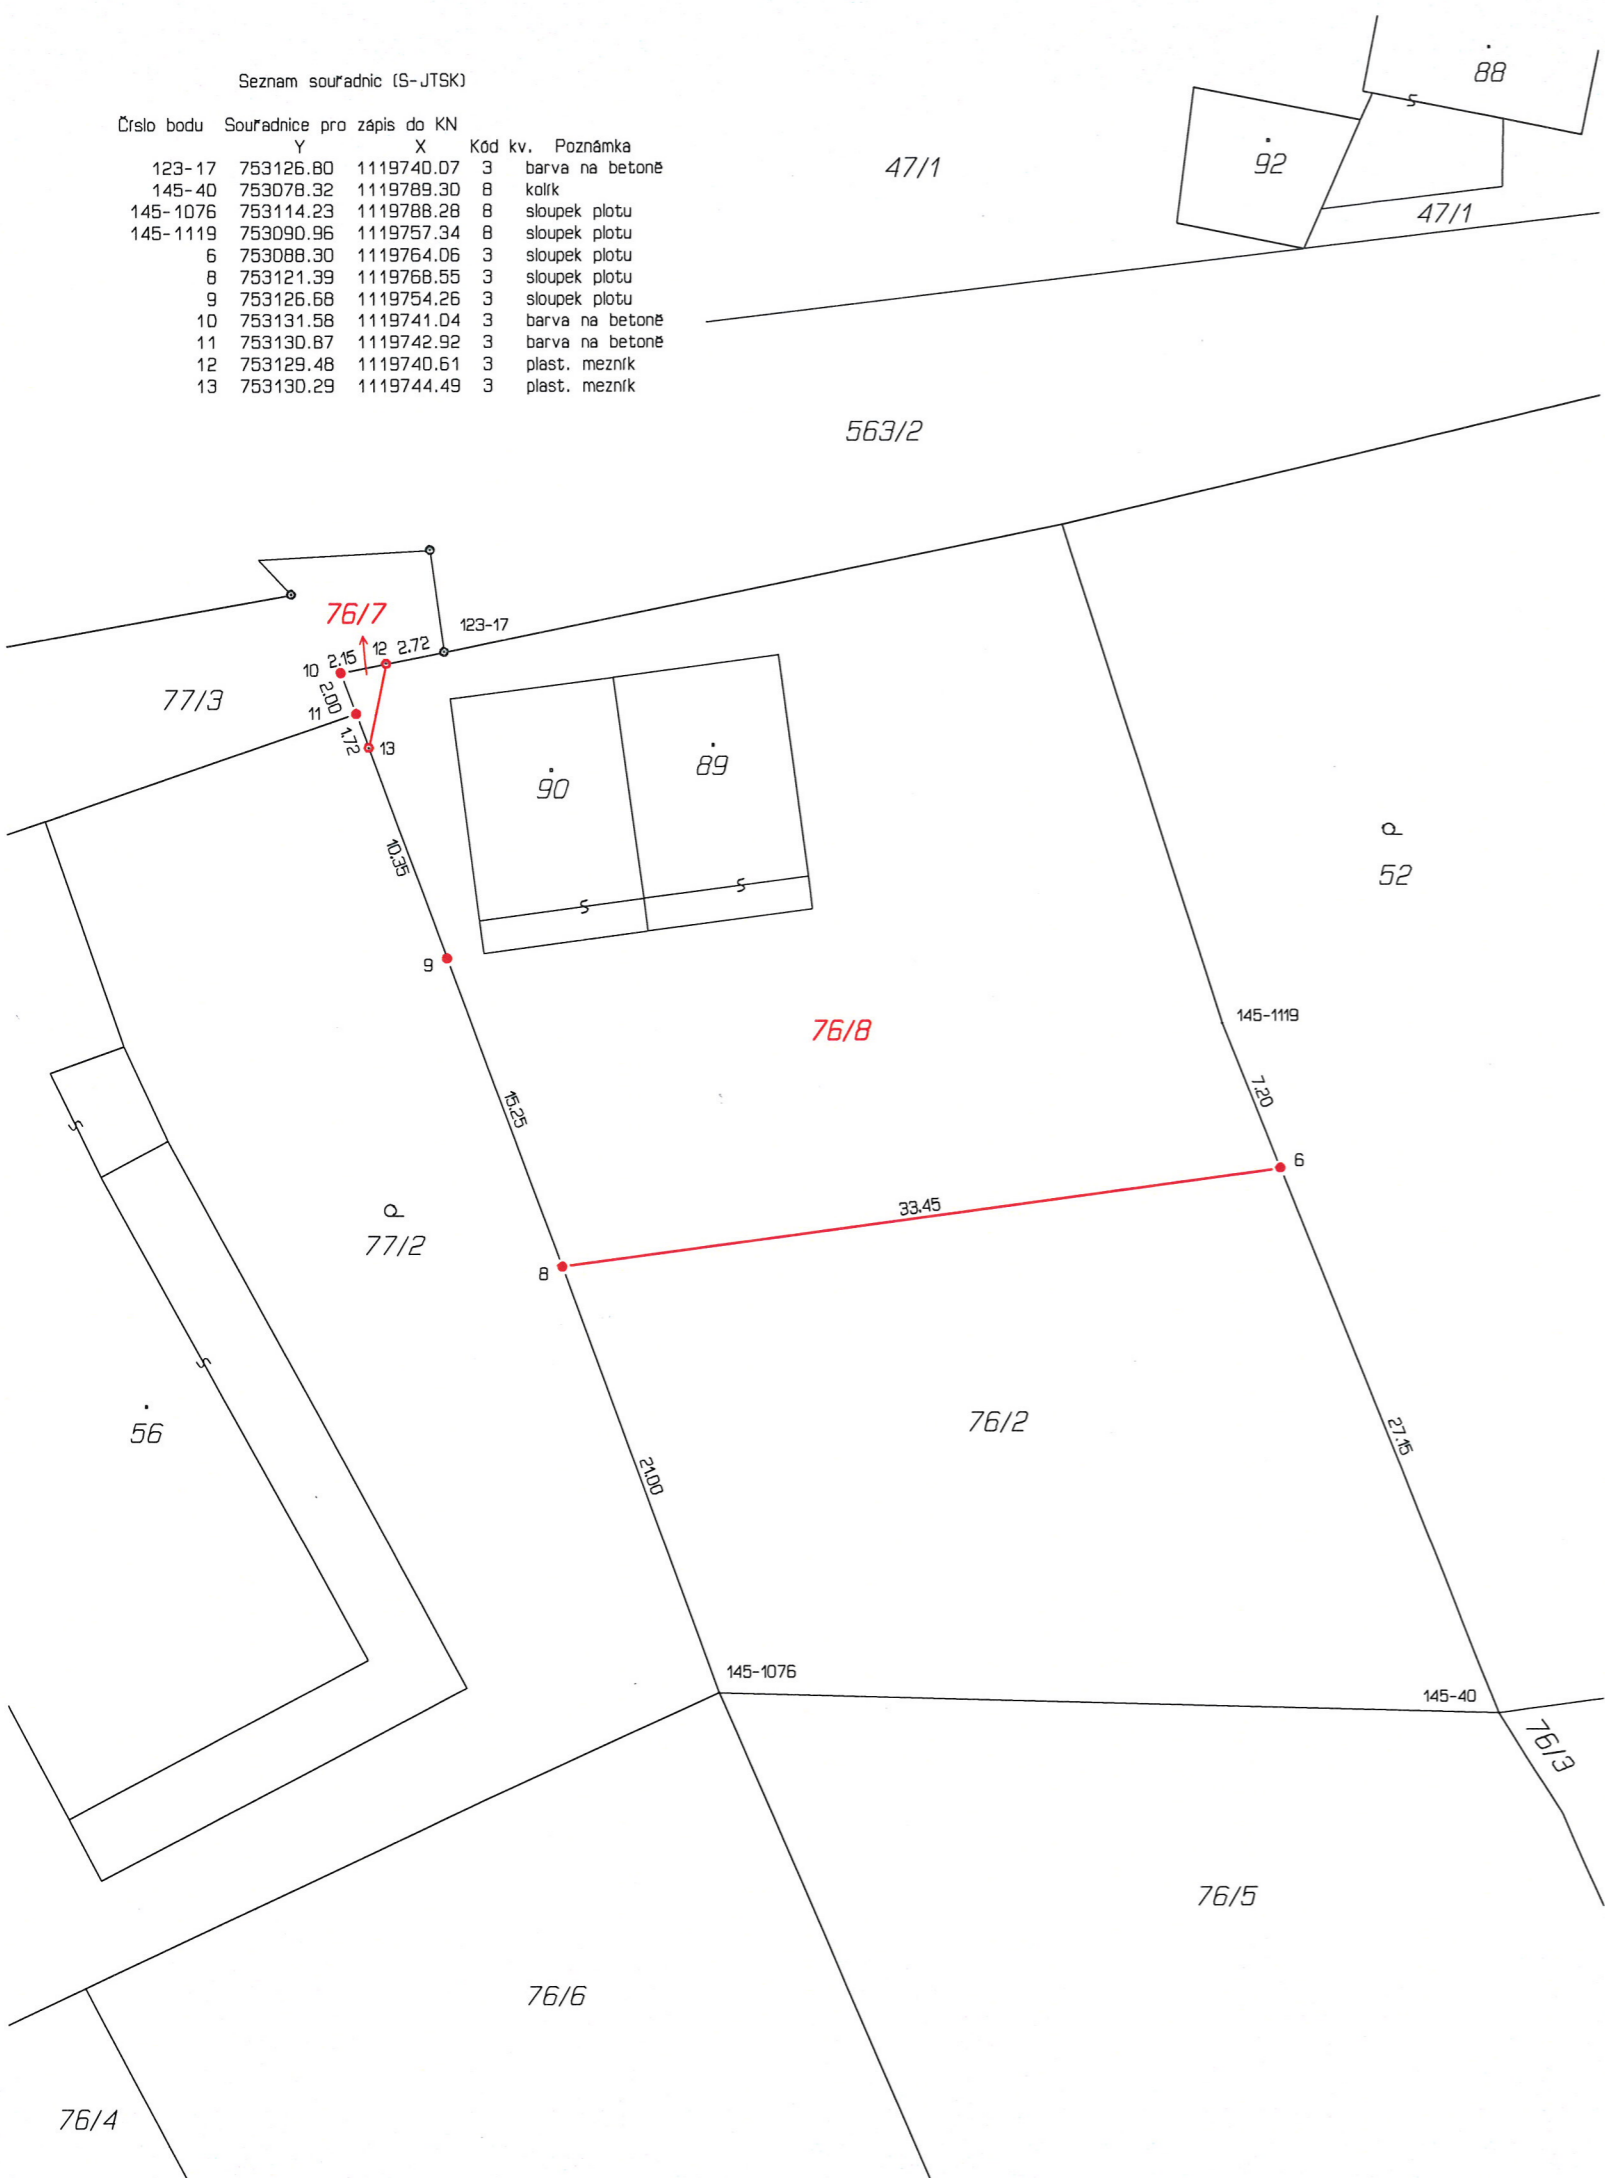 Seznam souřadnic (S-JTSK)
Číslo bodu Souřadnice pro zápis do KN
Y X Kód kv. Poznámka
123-17 753126.80 1119740.07 3 barva na betoně
145-40 753078.32 1119789.30 8 kolík
145-1076 753114.23 1119788.28 8 sloupek plotu
145-1119 753090.96 1119757.34 8 sloupek plotu
6 753088.30 1119764.06 3 sloupek plotu
8 753121.39 1119768.55 3 sloupek plotu
9 753126.68 1119754.26 3 sloupek plotu
10 753131.58 1119741.04 3 barva na betoně
11 753130.87 1119742.92 3 barva na betoně
12 753129.48 1119740.61 3 plast. mezník
13 753130.29 1119744.49 3 plast. mezník
88
92
47/1
47/1
563/2
76/7
123-17
12 2.72
2.15
10
2.00
77/3
11
1.72
13
89
90
10.35
52
9
145-1119
76/8
7.20
15.25
6
33.45
77/2
8
76/2
56
27.15
21.00
145-1076
145-40
76/3
76/5
76/6
76/4